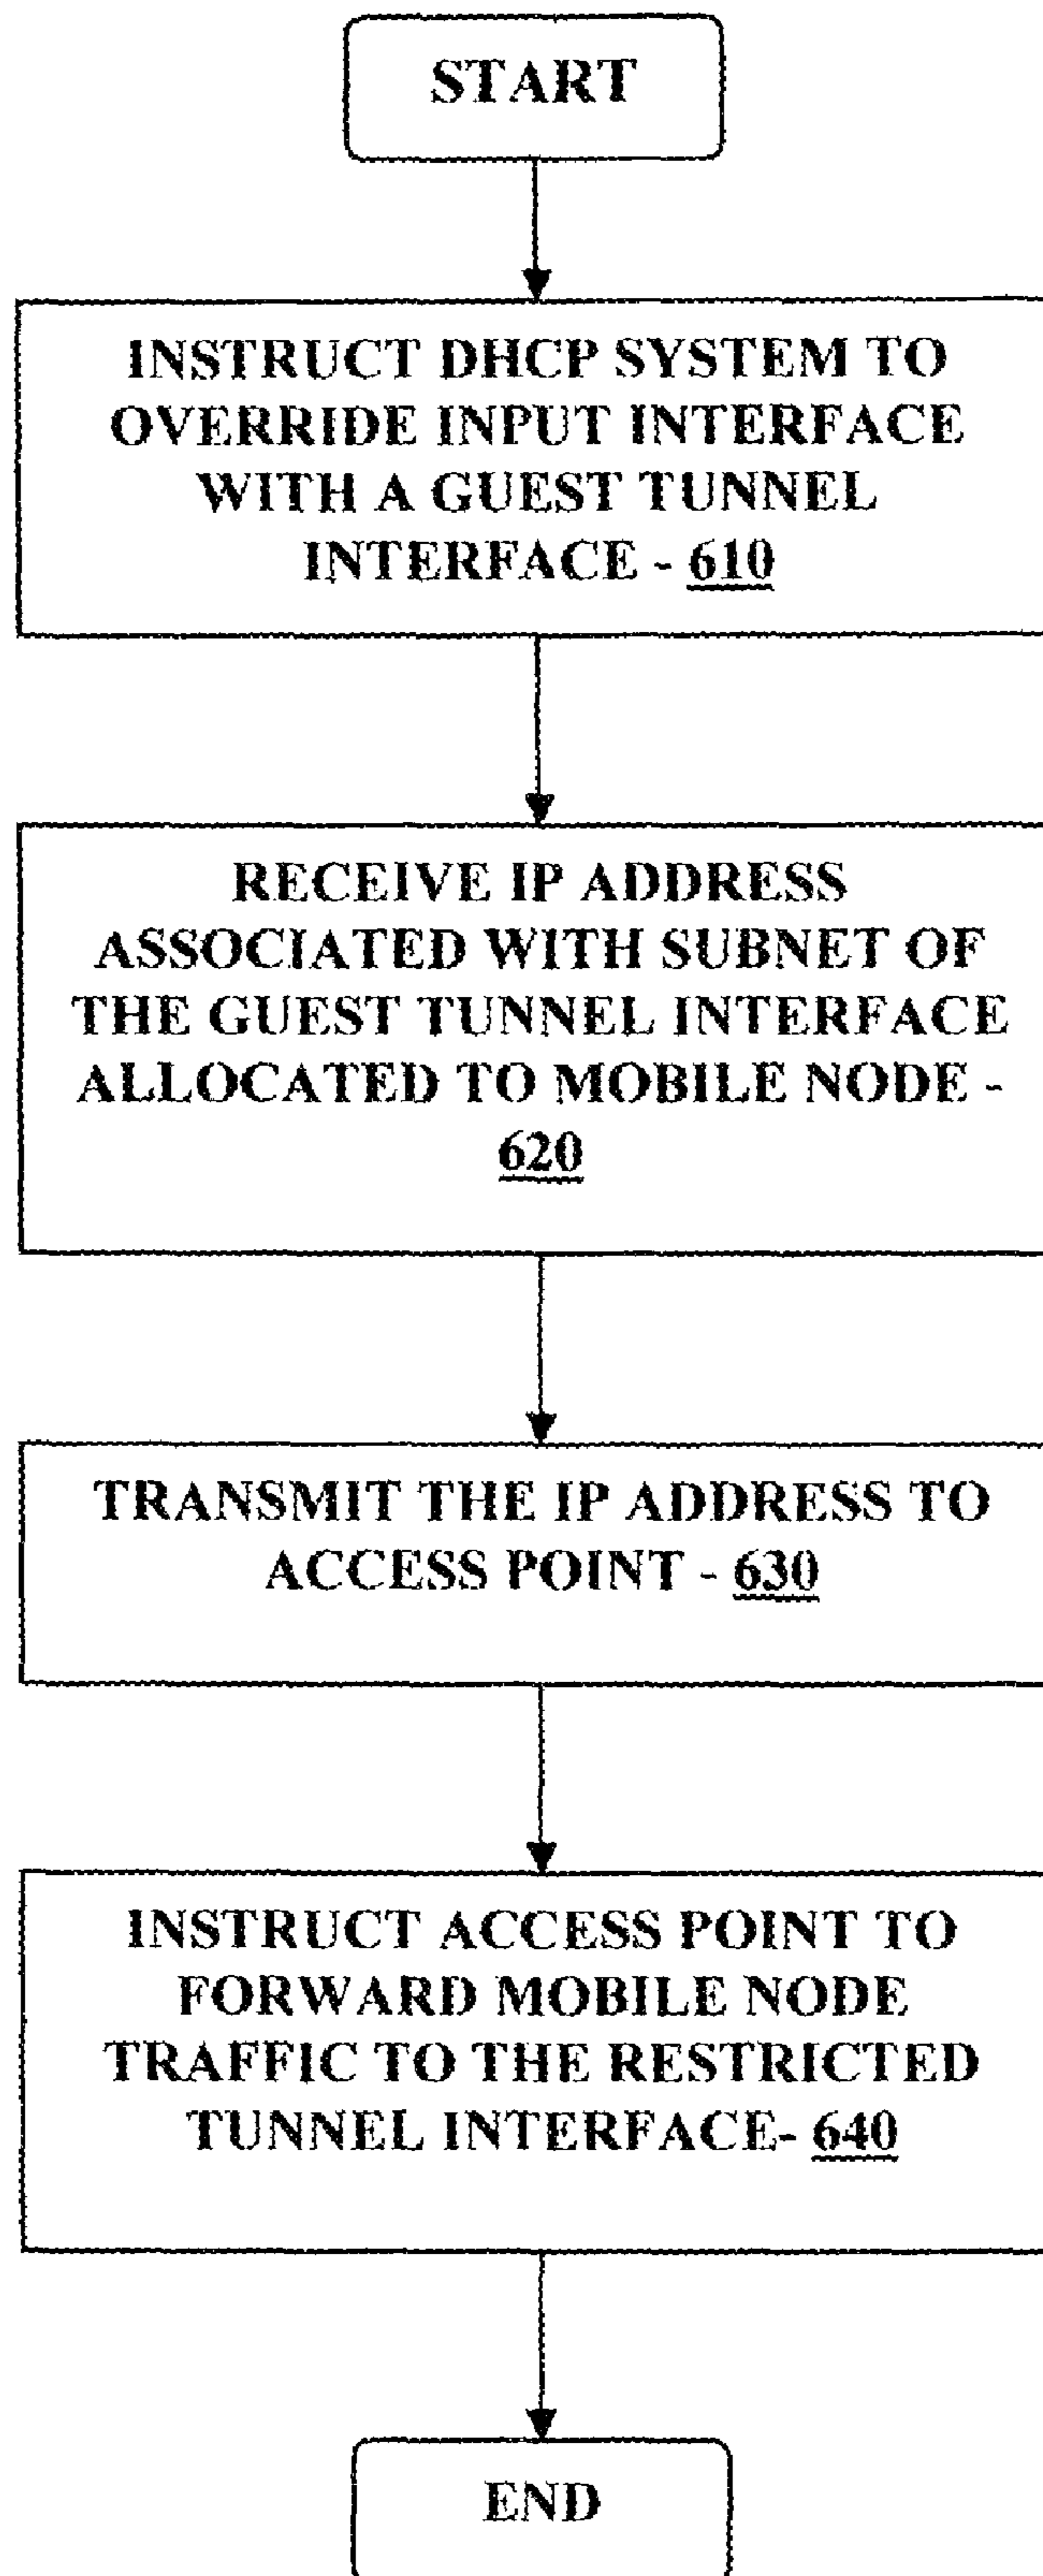 START
INSTRUCT DHCP SYSTEM TO
OVERRIDE INPUT INTERFACE
WITH A GUEST TUNNEL
INTERFACE - 610
RECEIVE IP ADDRESS
ASSOCIATED WITH SUBNET OF
THE GUEST TUNNEL INTERFACE
ALLOCATED TO MOBILE NODE -
620
TRANSMIT THE IP ADDRESS TO
ACCESS POINT - 630
INSTRUCT ACCESS POINT TO
FORWARD MOBILE NODE
TRAFFIC TO THE RESTRICTED
TUNNEL INTERFACE- 640
END